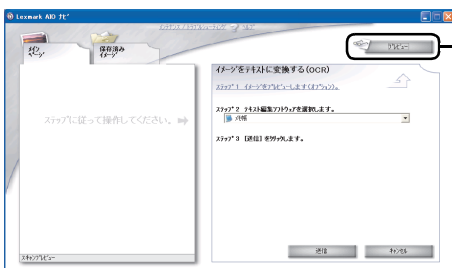 Lexmark AIO ナビ
メイン
ページ
保存済み
イメージ
プレビュー
イメージをテキストに変換する(OCR)
ステップ 1 イメージをプレビューします(オプション)。
ステップ 2 テキスト編集ソフトウェアを選択します。
メモ帳
ステップに従って操作してください。
ステップ 3 [送信] をクリックします。
送信
キャンセル
スキャンプレビュー